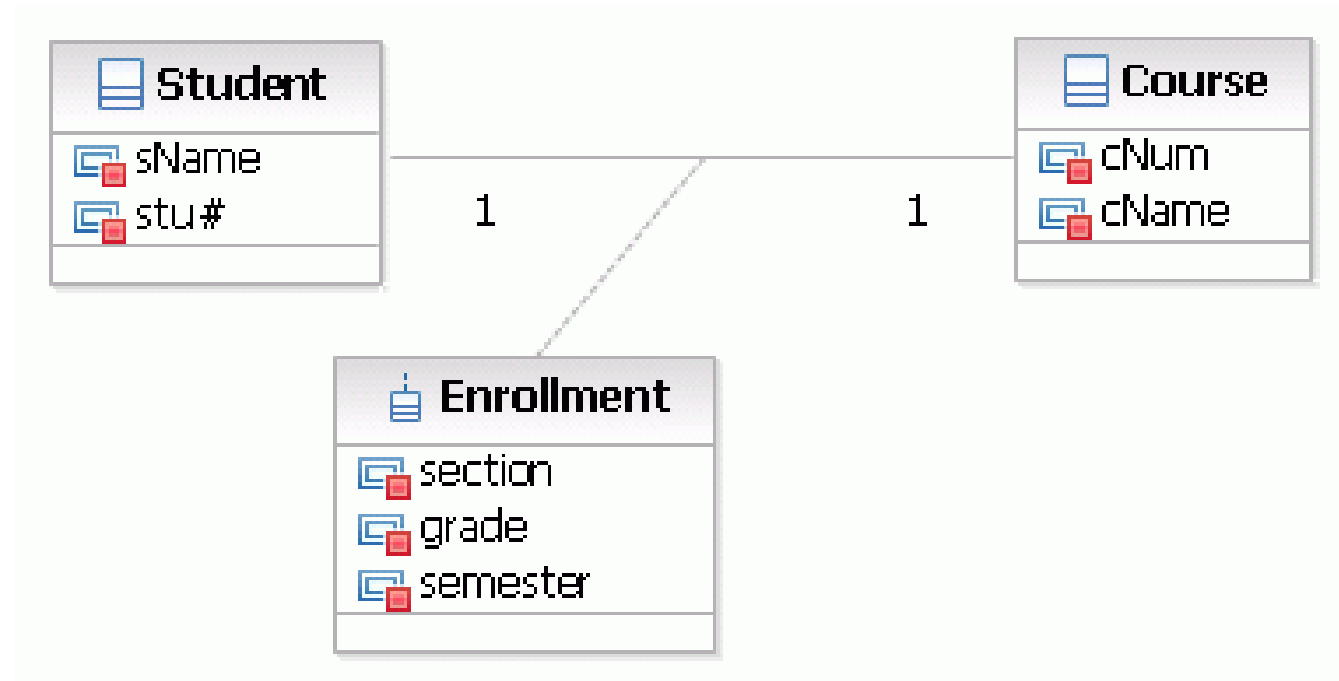 Student
sName
stu#
1
1
Course
cNum
cName
Enrollment
section
grade
semester